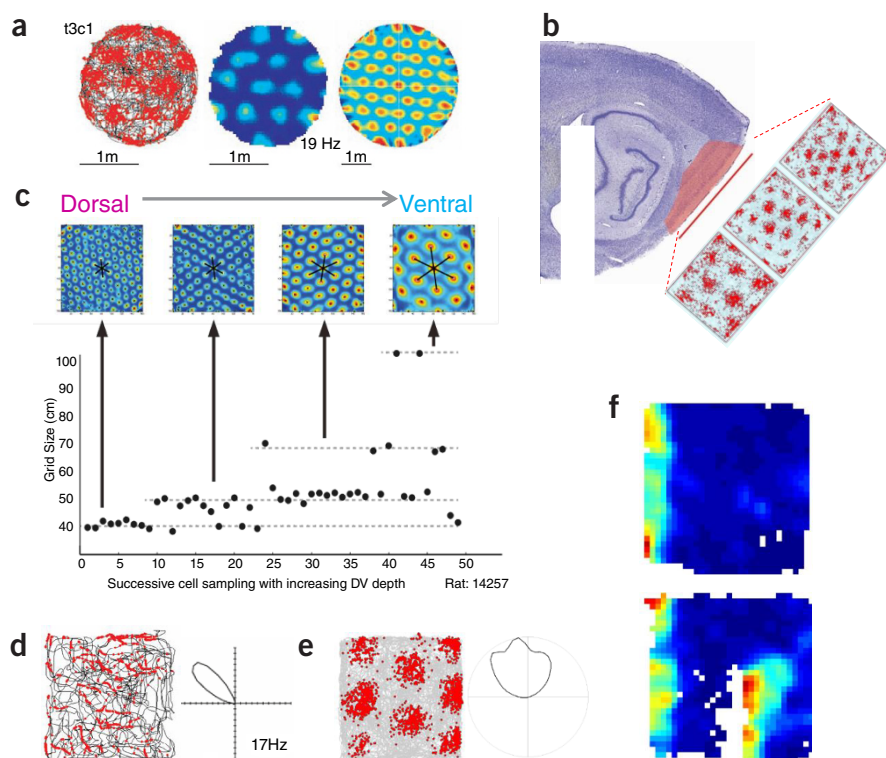 a
t3c1
19 Hz
1m
1m
1m
b
c
Dorsal
Ventral
100
90
80
70
60
50
40
Grid Size (cm)
0
5
10
15
20
25
30
35
40
45
50
Successive cell sampling with increasing DV depth
Rat: 14257
d
17Hz
e
f